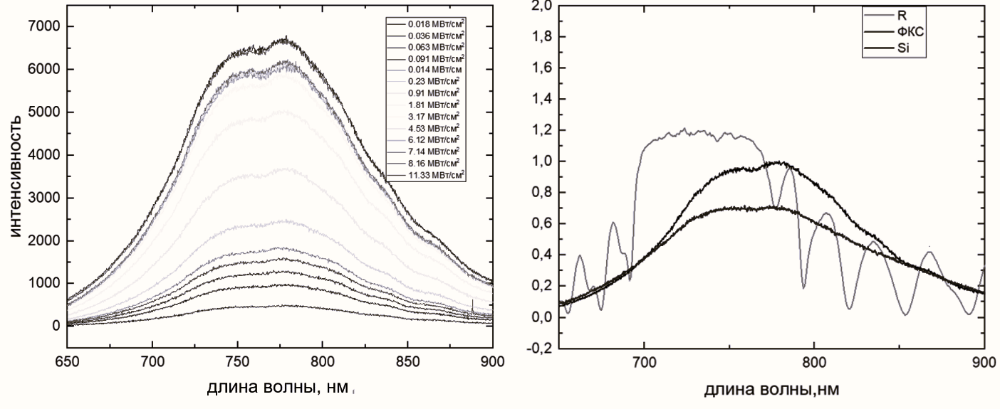 7000
6000
5000
4000
3000
2000
1000
0
интенсивность
650 700 750 800 850 900
длина волны, нм
0.018 МВт/см²
0.036 МВт/см²
0.063 МВт/см²
0.091 МВт/см²
0.014 МВт/см
0.23 МВт/см²
0.91 МВт/см²
1.81 МВт/см²
3.17 МВт/см²
4.53 МВт/см²
6.12 МВт/см²
7.14 МВт/см²
8.16 МВт/см²
11.33 МВт/см²
2,0
1,8
1,6
1,4
1,2
1,0
0,8
0,6
0,4
0,2
0,0
-0,2
700 800 900
длина волны,нм
R
ФКС
Si